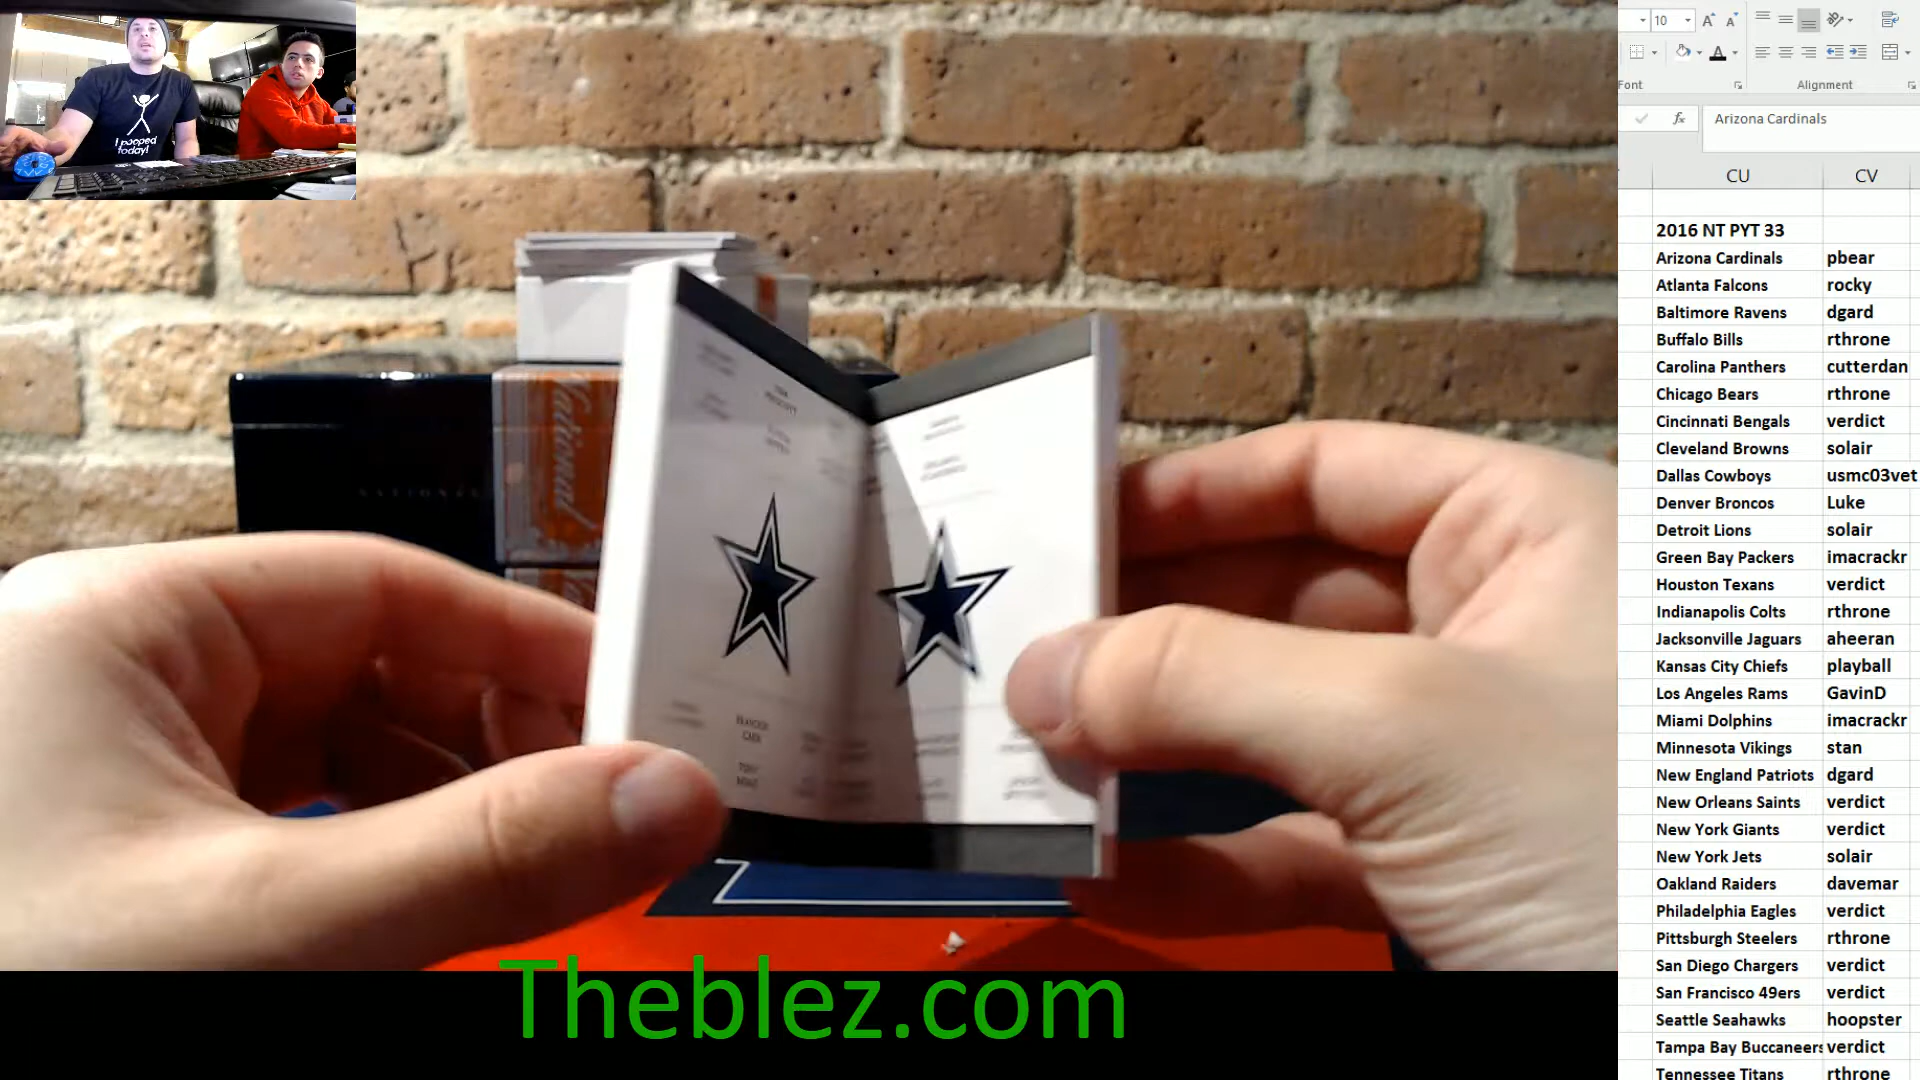 I pooped
today!
10
Font
Alignment
fx
Arizona Cardinals
CU CV
2016 NT PYT 33
Arizona Cardinals pbear
Atlanta Falcons rocky
Baltimore Ravens dgard
Buffalo Bills rthrone
Carolina Panthers cutterdan
Chicago Bears rthrone
Cincinnati Bengals verdict
Cleveland Browns solair
Dallas Cowboys usmc03vet
Denver Broncos Luke
Detroit Lions solair
Green Bay Packers imacrackr
Houston Texans verdict
Indianapolis Colts rthrone
Jacksonville Jaguars aheeran
Kansas City Chiefs playball
Los Angeles Rams GavinD
Miami Dolphins imacrackr
Minnesota Vikings stan
New England Patriots dgard
New Orleans Saints verdict
New York Giants verdict
New York Jets solair
Oakland Raiders davemar
Philadelphia Eagles verdict
Pittsburgh Steelers rthrone
San Diego Chargers verdict
San Francisco 49ers verdict
Seattle Seahawks hoopster
Tampa Bay Buccaneers verdict
Tennessee Titans rthrone
National
Theblez.com